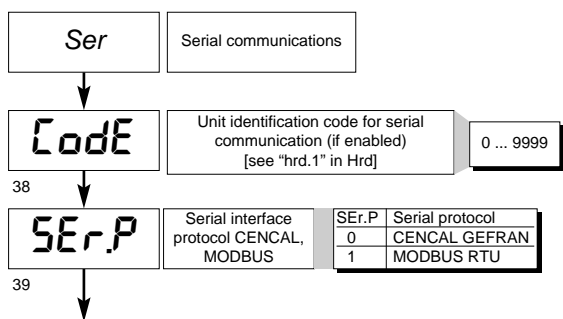 Ser
Serial communications
CodE
Unit identification code for serial
communication (if enabled)
[see “hrd.1” in Hrd]
0 ... 9999
38
SEr.P
Serial interface
protocol CENCAL,
MODBUS
SEr.P Serial protocol
0 CENCAL GEFRAN
1 MODBUS RTU
39